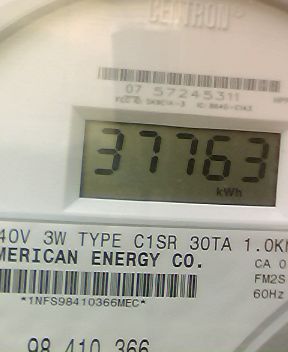 CENTRON®
07 57245311
37763
kWh
40V 3W TYPE C1SR 30TA 1.0K
MERICAN ENERGY CO.
CA 0
FM2S
60Hz
*1NFS98410366MEC*
98 410 366